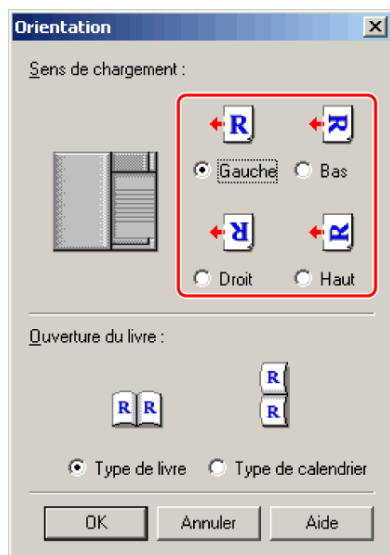 Orientation
Sens de chargement :
R R
Gauche Bas
R R
Droit Haut
Ouverture du livre :
R R R
R
Type de livre Type de calendrier
OK Annuler Aide